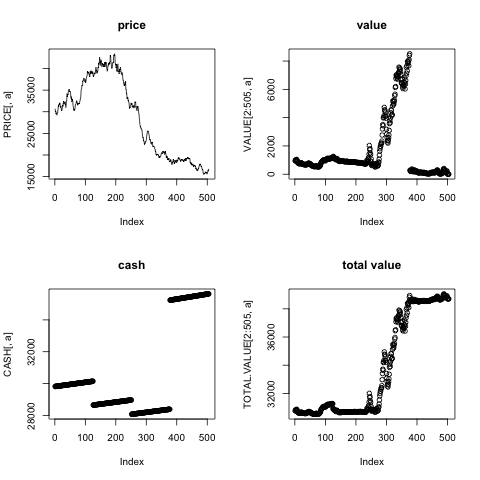 price
PRICE[, a]
15000 25000 35000
0 100 200 300 400 500
Index
value
VALUE[2:505, a]
0 2000 6000
0 100 200 300 400 500
Index
cash
CASH[, a]
28000 32000
0 100 200 300 400 500
Index
total value
TOTAL.VALUE[2:505, a]
32000 36000
0 100 200 300 400 500
Index